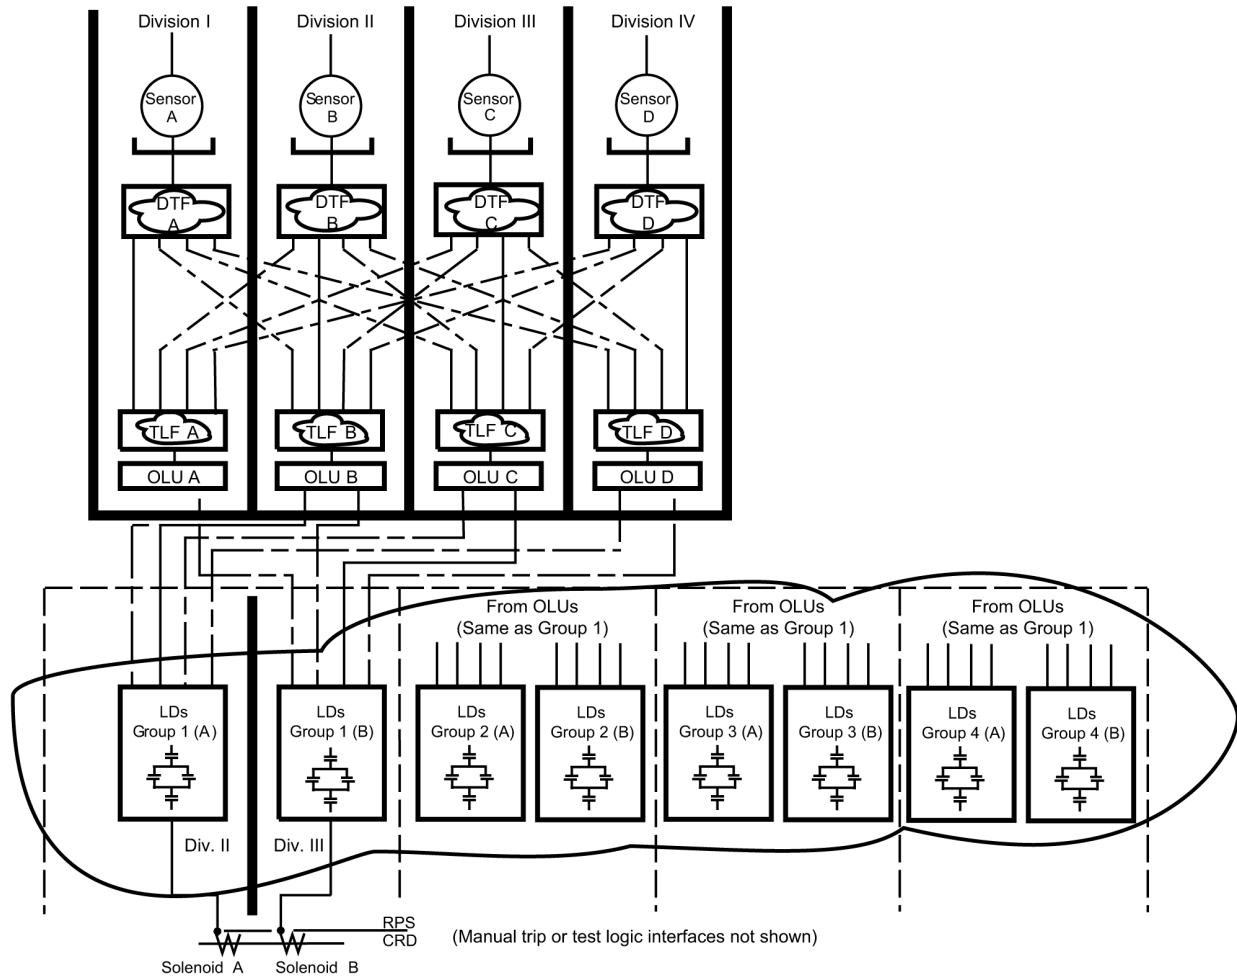 Division I
Division II
Division III
Division IV
Sensor
A
Sensor
B
Sensor
C
Sensor
D
DTF
A
DTF
B
DTF
C
DTF
D
TLF A
TLF B
TLF C
TLF D
OLU A
OLU B
OLU C
OLU D
From OLUs
(Same as Group 1)
From OLUs
(Same as Group 1)
From OLUs
(Same as Group 1)
LDs
Group 1 (A)
LDs
Group 1 (B)
LDs
Group 2 (A)
LDs
Group 2 (B)
LDs
Group 3 (A)
LDs
Group 3 (B)
LDs
Group 4 (A)
LDs
Group 4 (B)
Div. II
Div. III
RPS
CRD
(Manual trip or test logic interfaces not shown)
Solenoid A
Solenoid B